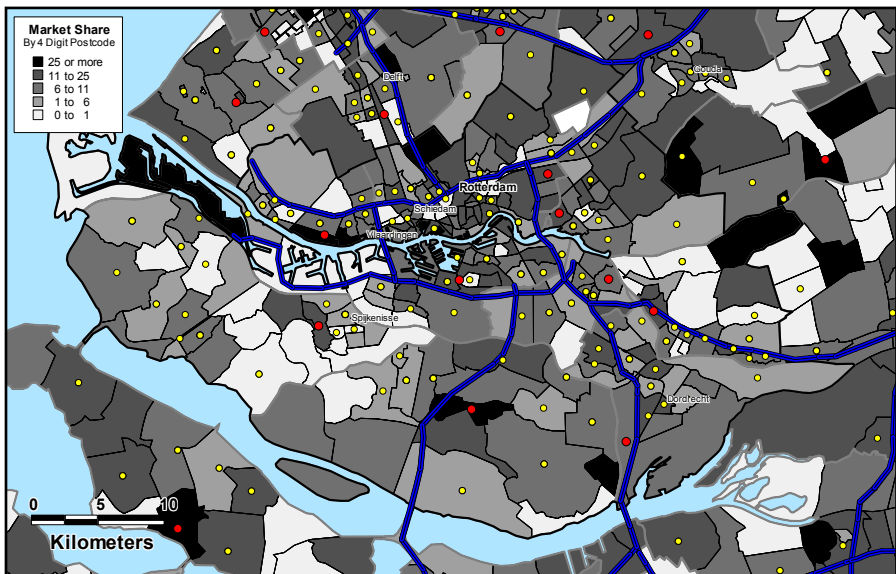 Market Share
By 4 Digit Postcode
25 or more
11 to 25
6 to 11
1 to 6
0 to 1
Delft
Gouda
Rotterdam
Schiedam
Vlaardingen
Spijkenisse
Dordrecht
0 5 10
Kilometers